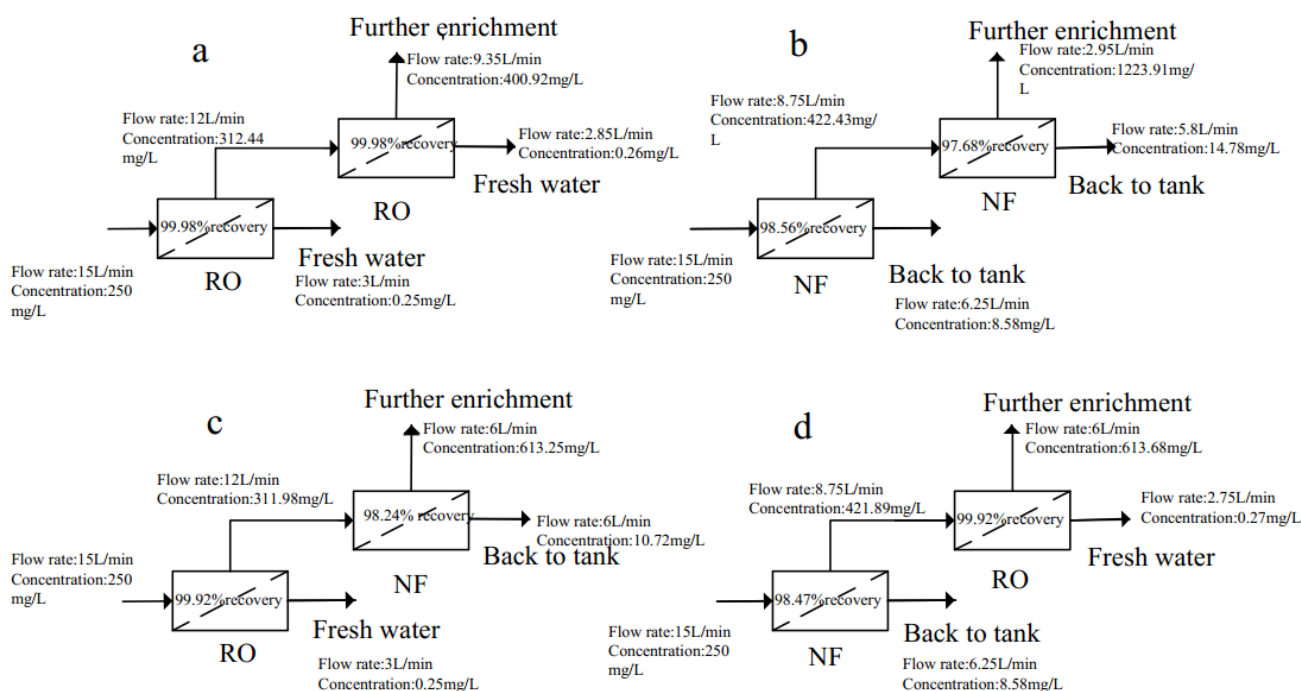 a
Further enrichment
Flow rate:9.35L/min
Concentration:400.92mg/L
Flow rate:12L/min
Concentration:312.44
mg/L
99.98%recovery
Flow rate:2.85L/min
Concentration:0.26mg/L
Fresh water
RO
99.98%recovery
Fresh water
RO
Flow rate:15L/min
Concentration:250
mg/L
Flow rate:3L/min
Concentration:0.25mg/L
b
Further enrichment
Flow rate:2.95L/min
Concentration:1223.91mg/
L
Flow rate:8.75L/min
Concentration:422.43mg/
L
97.68%recovery
Flow rate:5.8L/min
Concentration:14.78mg/L
Back to tank
NF
98.56%recovery
Flow rate:15L/min
Concentration:250
mg/L
NF
Back to tank
Flow rate:6.25L/min
Concentration:8.58mg/L
c
Further enrichment
Flow rate:6L/min
Concentration:613.25mg/L
Flow rate:12L/min
Concentration:311.98mg/L
98.24% recovery
Flow rate:6L/min
Concentration:10.72mg/L
Back to tank
NF
Flow rate:15L/min
Concentration:250
mg/L
99.92%recovery
Fresh water
RO
Flow rate:3L/min
Concentration:0.25mg/L
d
Further enrichment
Flow rate:6L/min
Concentration:613.68mg/L
Flow rate:8.75L/min
Concentration:421.89mg/L
99.92%recovery
Flow rate:2.75L/min
Concentration:0.27mg/L
Fresh water
RO
98.47%recovery
Flow rate:15L/min
Concentration:250
mg/L
NF
Back to tank
Flow rate:6.25L/min
Concentration:8.58mg/L